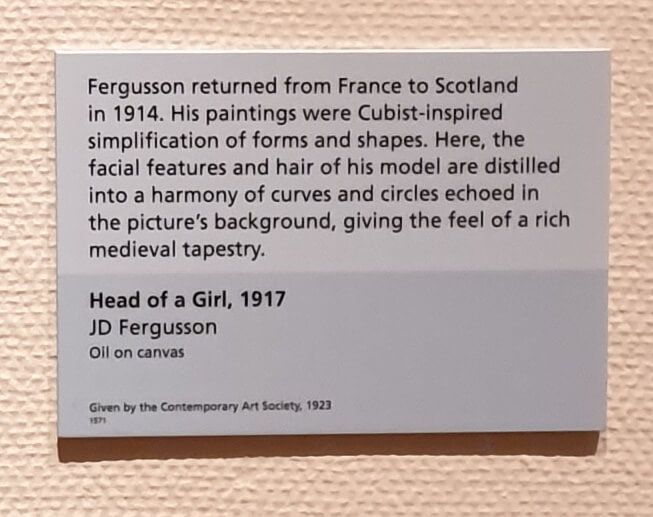 Fergusson returned from France to Scotland
in 1914. His paintings were Cubist-inspired
simplification of forms and shapes. Here, the
facial features and hair of his model are distilled
into a harmony of curves and circles echoed in
the picture's background, giving the feel of a rich
medieval tapestry.
Head of a Girl, 1917
JD Fergusson
Oil on canvas
Given by the Contemporary Art Society, 1923
1571